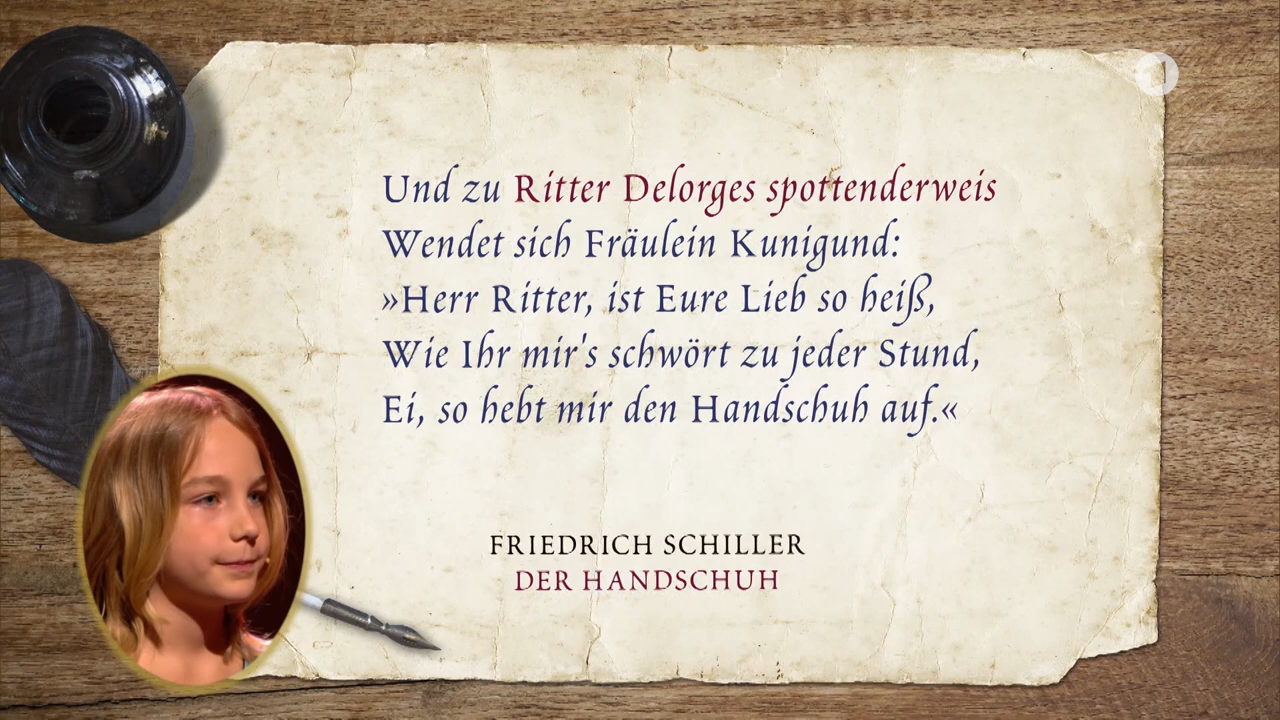 Und zu Ritter Delorges spottenderweis
Wendet sich Fräulein Kunigund:
»Herr Ritter, ist Eure Lieb so heiß,
Wie Ihr mir's schwört zu jeder Stund,
Ei, so hebt mir den Handschuh auf.«
FRIEDRICH SCHILLER
DER HANDSCHUH